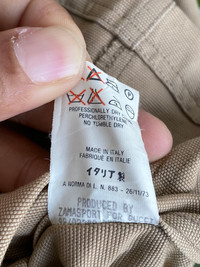 P
PROFESSIONALLY DRY
PERCHLORETHYLENE
NO TUMBLE DRY
MADE IN ITALY
FABRIQUÉ EN ITALIE
イタリア製
A NORMA DI L. N. 883 - 26/11/73
PRODUCED BY
ZAMASPORT FOR GUCCI